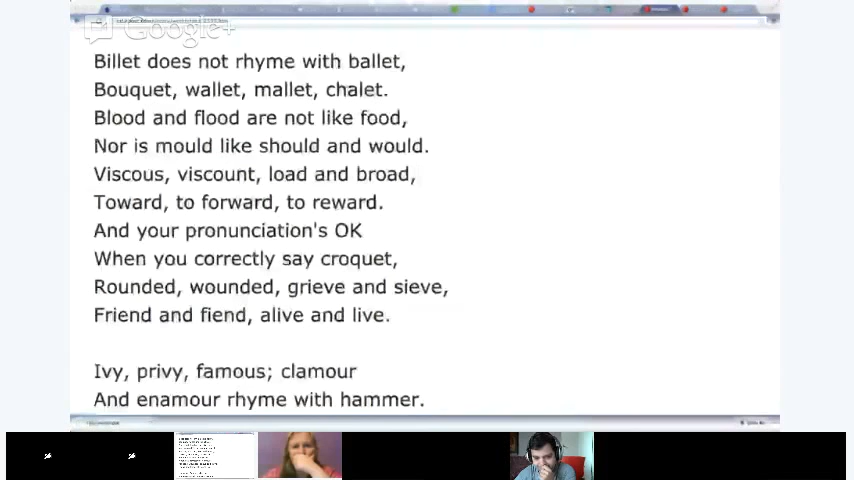 Google+
Billet does not rhyme with ballet,
Bouquet, wallet, mallet, chalet.
Blood and flood are not like food,
Nor is mould like should and would.
Viscous, viscount, load and broad,
Toward, to forward, to reward.
And your pronunciation's OK
When you correctly say croquet,
Rounded, wounded, grieve and sieve,
Friend and fiend, alive and live.
Ivy, privy, famous; clamour
And enamour rhyme with hammer.